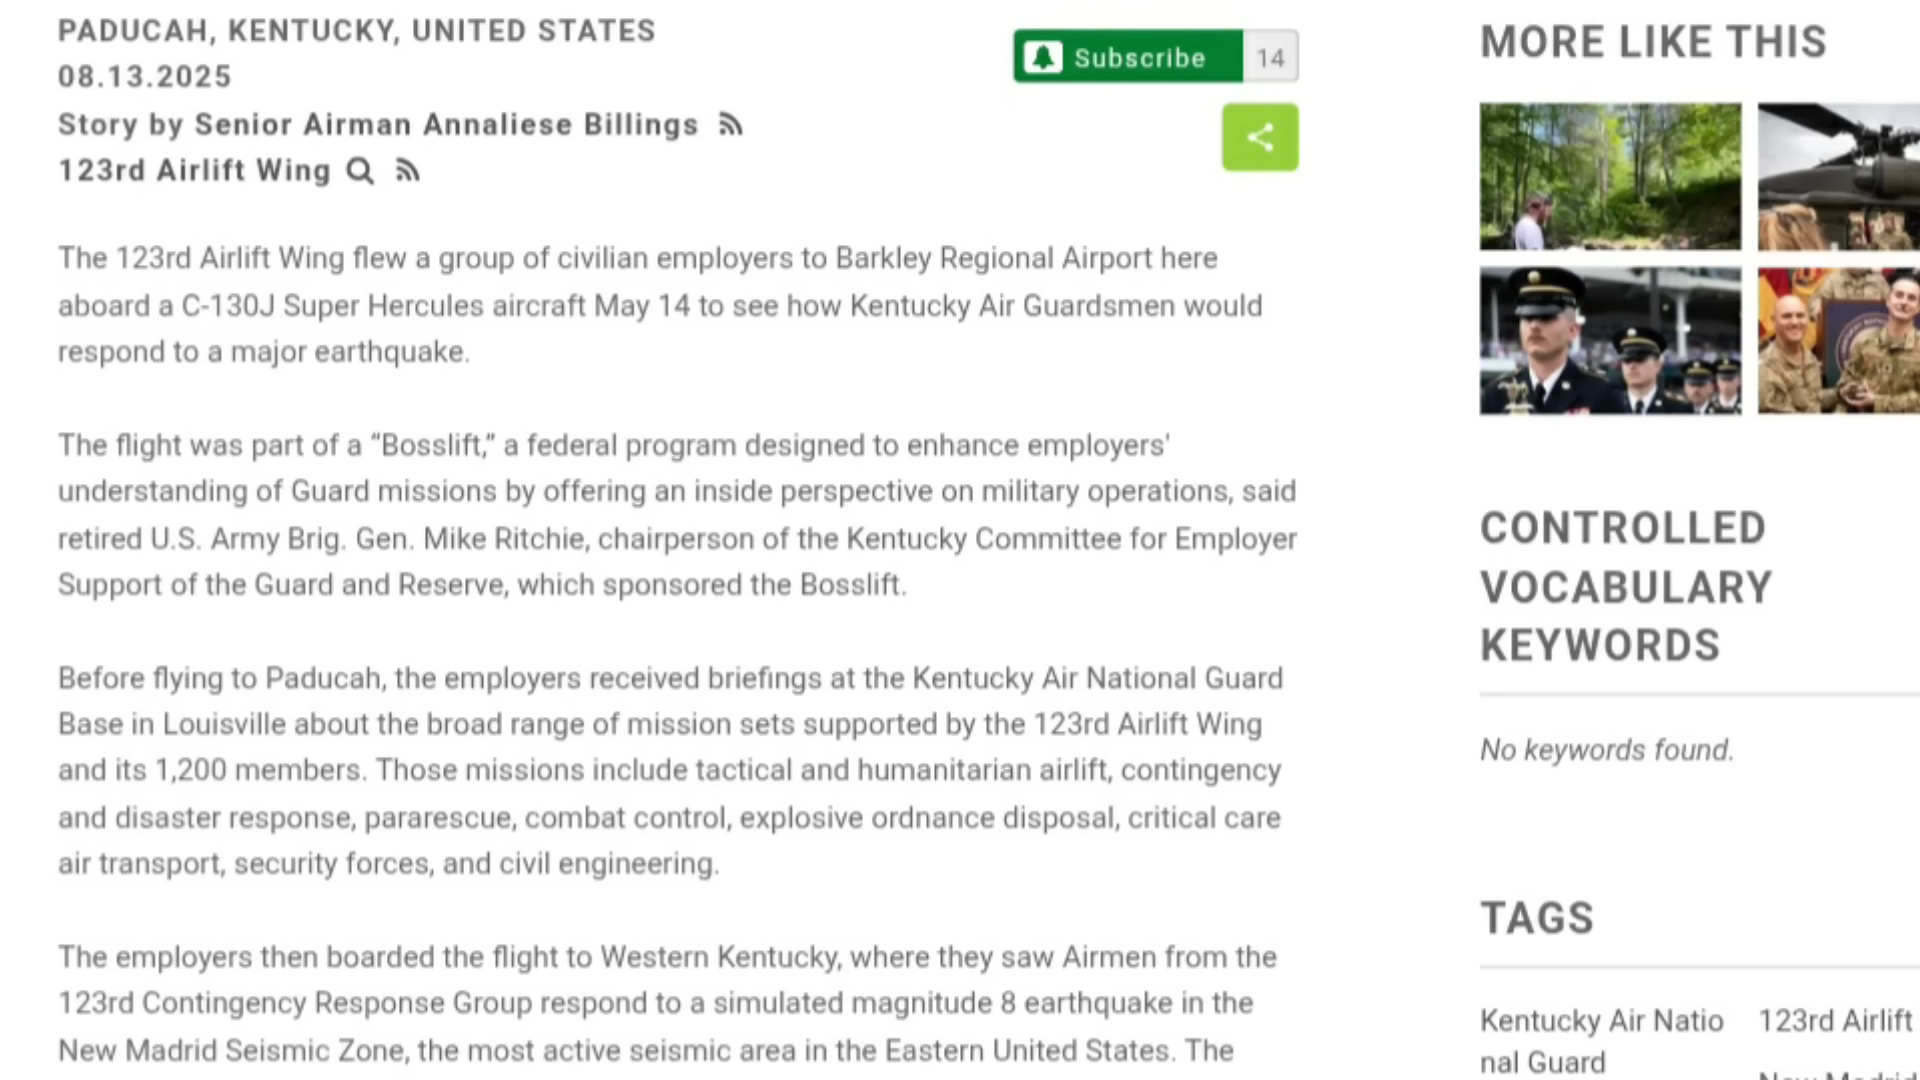 PADUCAH, KENTUCKY, UNITED STATES
08.13.2025
Story by Senior Airman Annaliese Billings
123rd Airlift Wing
Subscribe 14
The 123rd Airlift Wing flew a group of civilian employers to Barkley Regional Airport here
aboard a C-130J Super Hercules aircraft May 14 to see how Kentucky Air Guardsmen would
respond to a major earthquake.
The flight was part of a “Bosslift,” a federal program designed to enhance employers'
understanding of Guard missions by offering an inside perspective on military operations, said
retired U.S. Army Brig. Gen. Mike Ritchie, chairperson of the Kentucky Committee for Employer
Support of the Guard and Reserve, which sponsored the Bosslift.
Before flying to Paducah, the employers received briefings at the Kentucky Air National Guard
Base in Louisville about the broad range of mission sets supported by the 123rd Airlift Wing
and its 1,200 members. Those missions include tactical and humanitarian airlift, contingency
and disaster response, pararescue, combat control, explosive ordnance disposal, critical care
air transport, security forces, and civil engineering.
The employers then boarded the flight to Western Kentucky, where they saw Airmen from the
123rd Contingency Response Group respond to a simulated magnitude 8 earthquake in the
New Madrid Seismic Zone, the most active seismic area in the Eastern United States. The
MORE LIKE THIS
CONTROLLED
VOCABULARY
KEYWORDS
No keywords found.
TAGS
Kentucky Air Natio
nal Guard
123rd Airlift
New Madrid